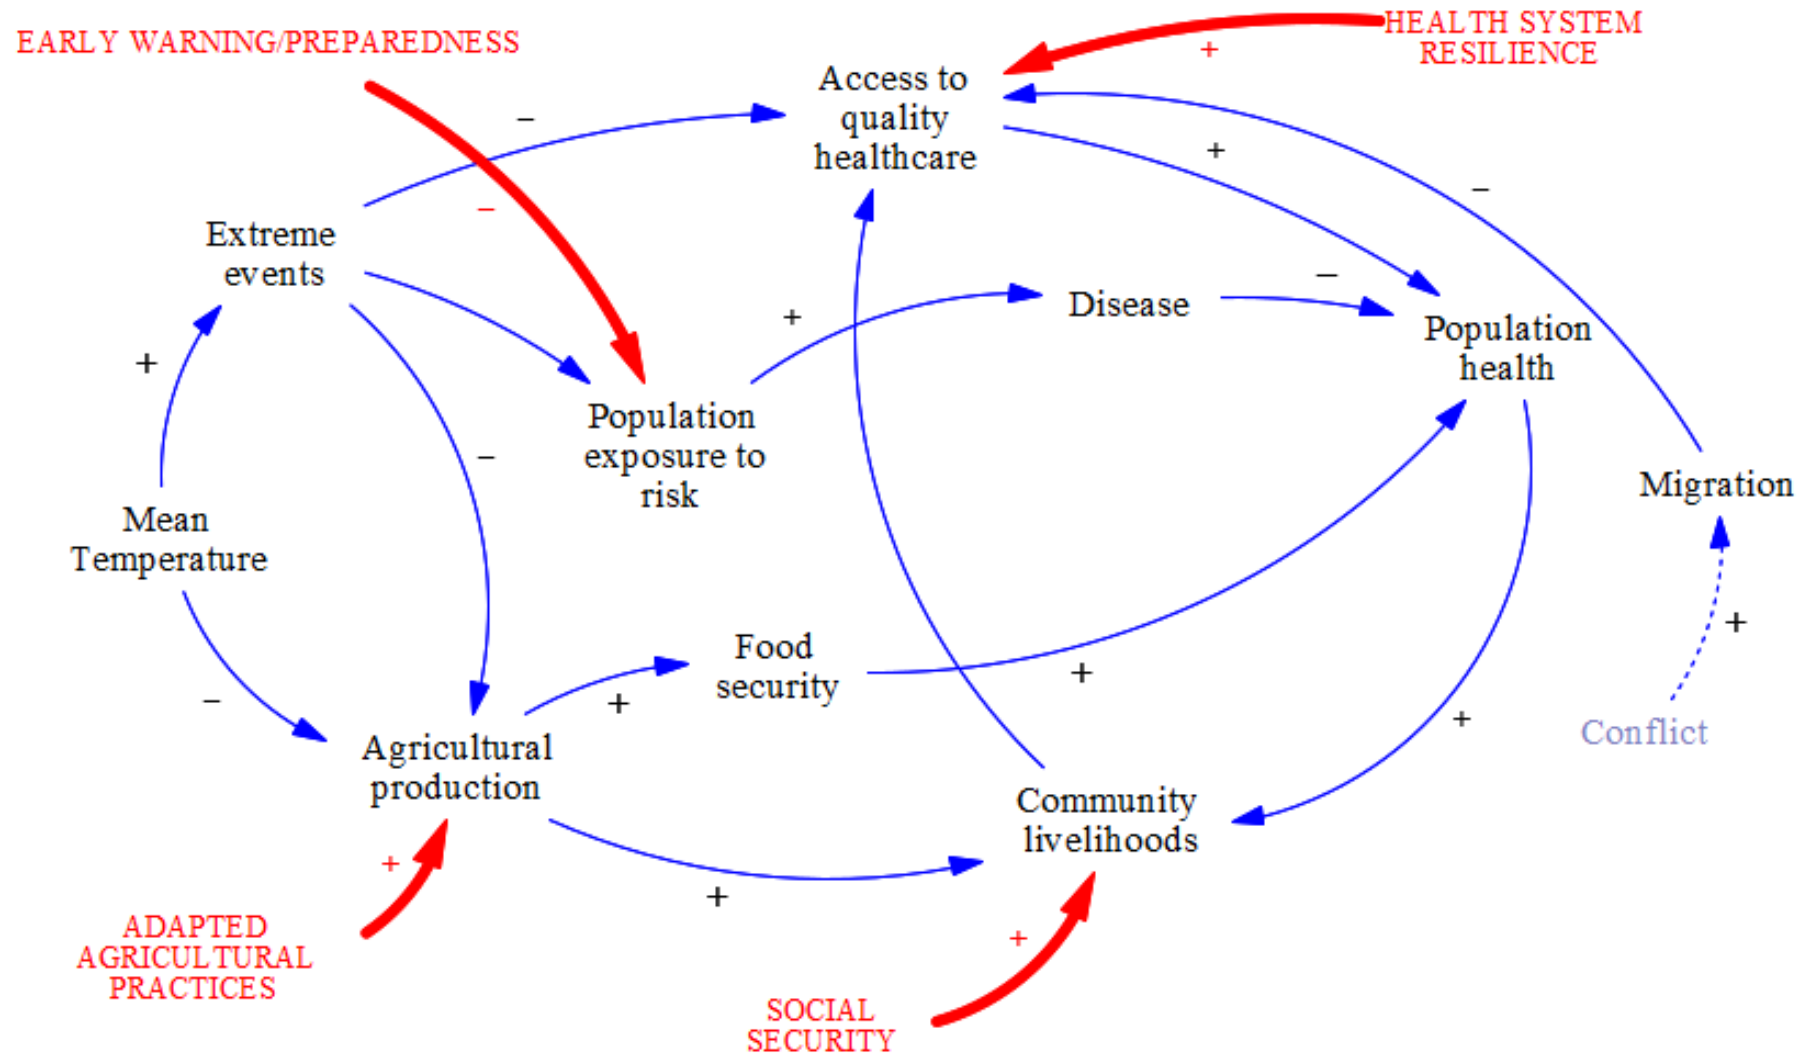 EARLY WARNING/PREPAREDNESS
HEALTH SYSTEM
RESILIENCE
+
Access to
quality
healthcare
−
+
−
−
Extreme
events
−
Disease
+
Population
health
+
Population
exposure to
risk
−
Migration
Mean
Temperature
+
Food
security
+
−
+
+
Conflict
Agricultural
production
Community
livelihoods
+
+
ADAPTED
AGRICULTURAL
PRACTICES
+
SOCIAL
SECURITY